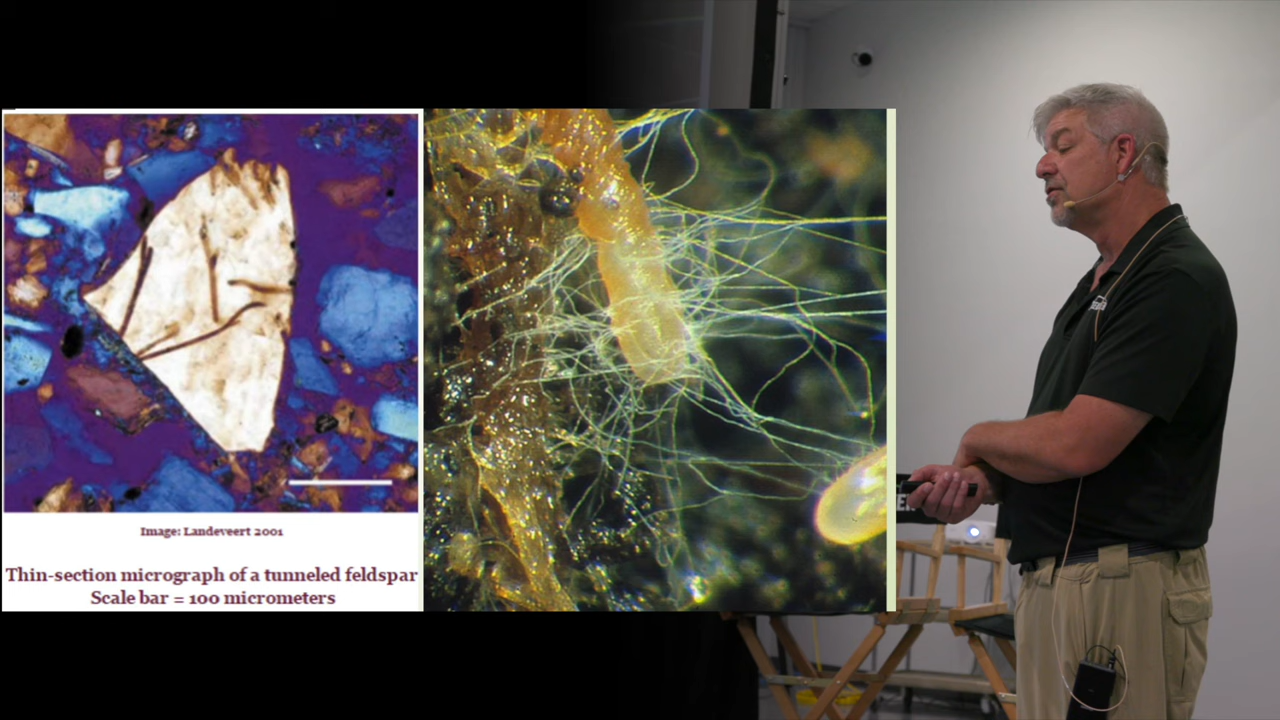 Image: Landeveert 2001
Thin-section micrograph of a tunneled feldspar
Scale bar = 100 micrometers